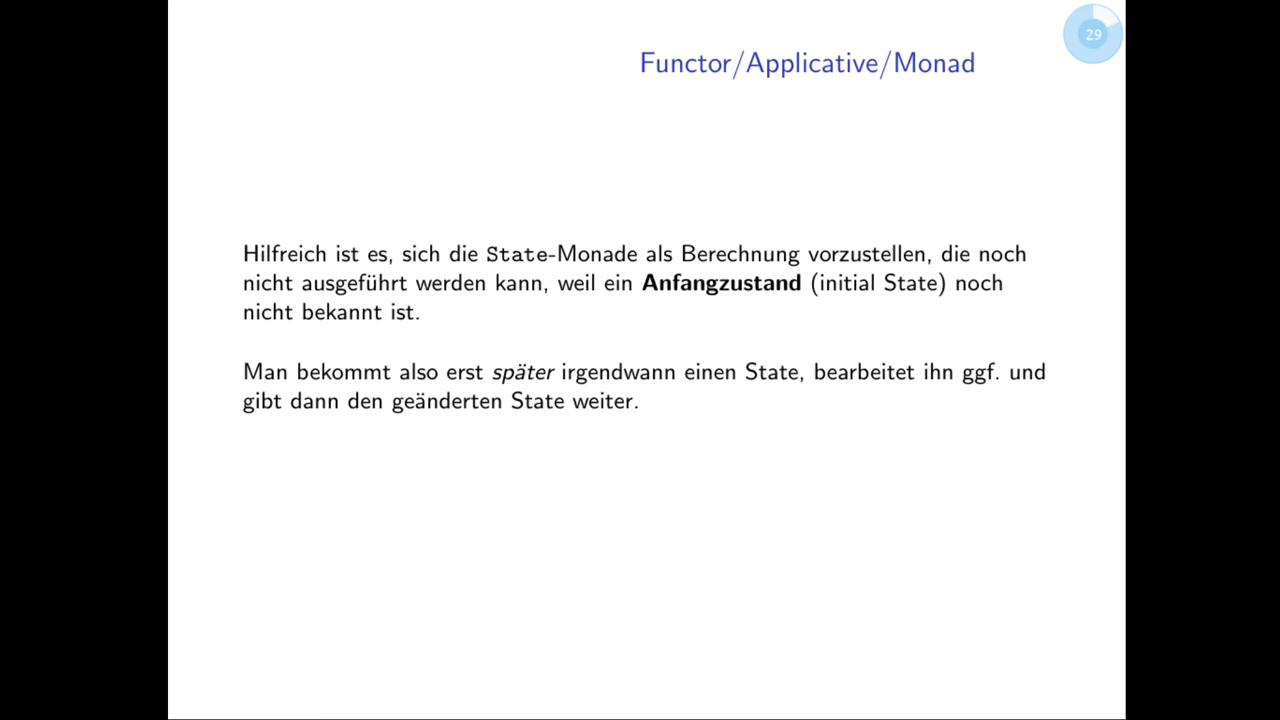 29
Functor/Applicative/Monad
Hilfreich ist es, sich die State-Monade als Berechnung vorzustellen, die noch
nicht ausgeführt werden kann, weil ein Anfangzustand (initial State) noch
nicht bekannt ist.
Man bekommt also erst später irgendwann einen State, bearbeitet ihn ggf. und
gibt dann den geänderten State weiter.